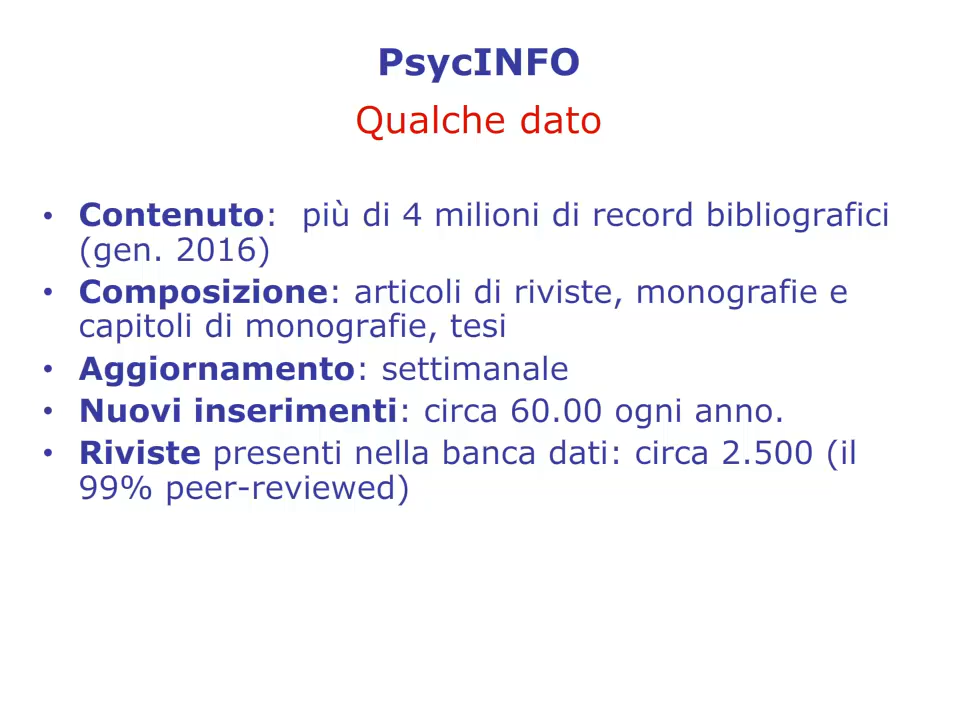 PsycINFO
Qualche dato
• Contenuto:  più di 4 milioni di record bibliografici
(gen. 2016)
• Composizione: articoli di riviste, monografie e
capitoli di monografie, tesi
• Aggiornamento: settimanale
• Nuovi inserimenti: circa 60.00 ogni anno.
• Riviste presenti nella banca dati: circa 2.500 (il
99% peer-reviewed)